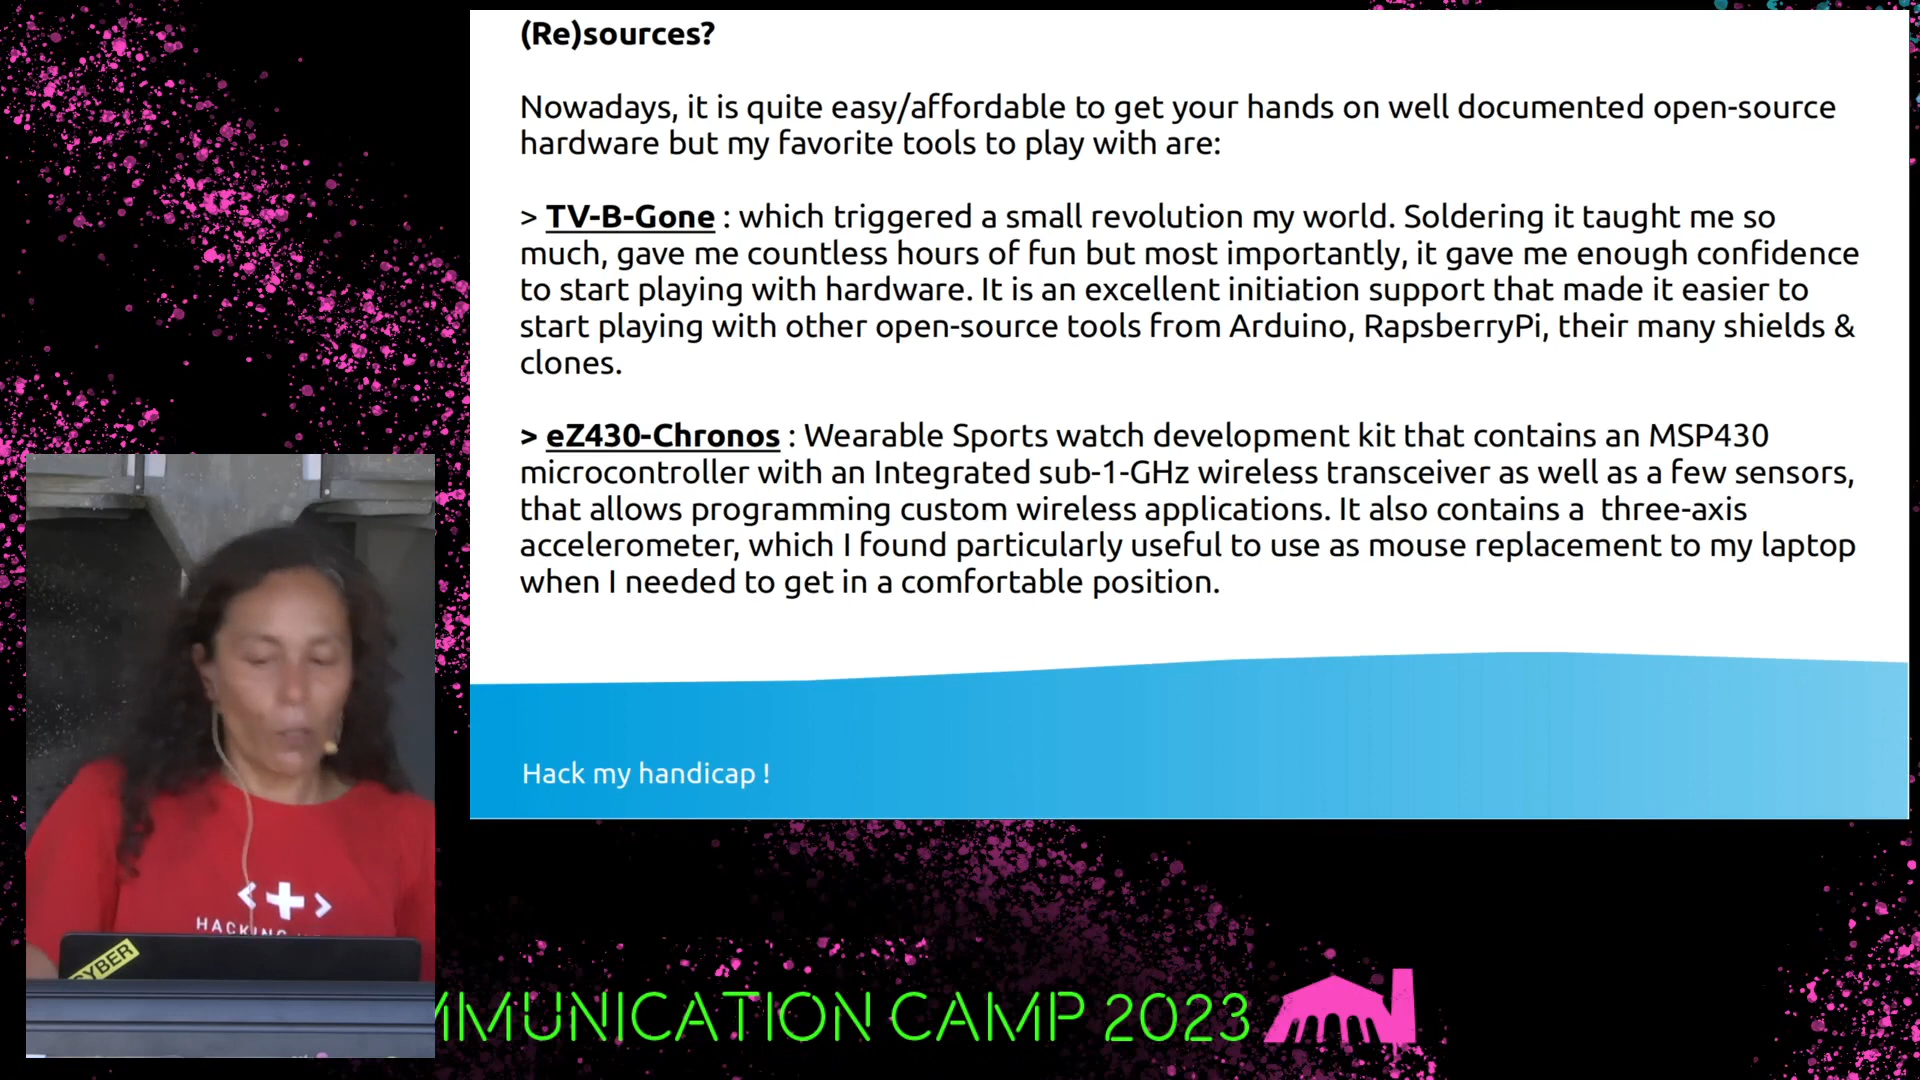 (Re)sources?
Nowadays, it is quite easy/affordable to get your hands on well documented open-source
hardware but my favorite tools to play with are:
> TV-B-Gone : which triggered a small revolution my world. Soldering it taught me so
much, gave me countless hours of fun but most importantly, it gave me enough confidence
to start playing with hardware. It is an excellent initiation support that made it easier to
start playing with other open-source tools from Arduino, RapsberryPi, their many shields &
clones.
> eZ430-Chronos : Wearable Sports watch development kit that contains an MSP430
microcontroller with an Integrated sub-1-GHz wireless transceiver as well as a few sensors,
that allows programming custom wireless applications. It also contains a  three-axis
accelerometer, which I found particularly useful to use as mouse replacement to my laptop
when I needed to get in a comfortable position.
Hack my handicap !
<+>
HACKING
CYBER
MMUNICATION CAMP 2023